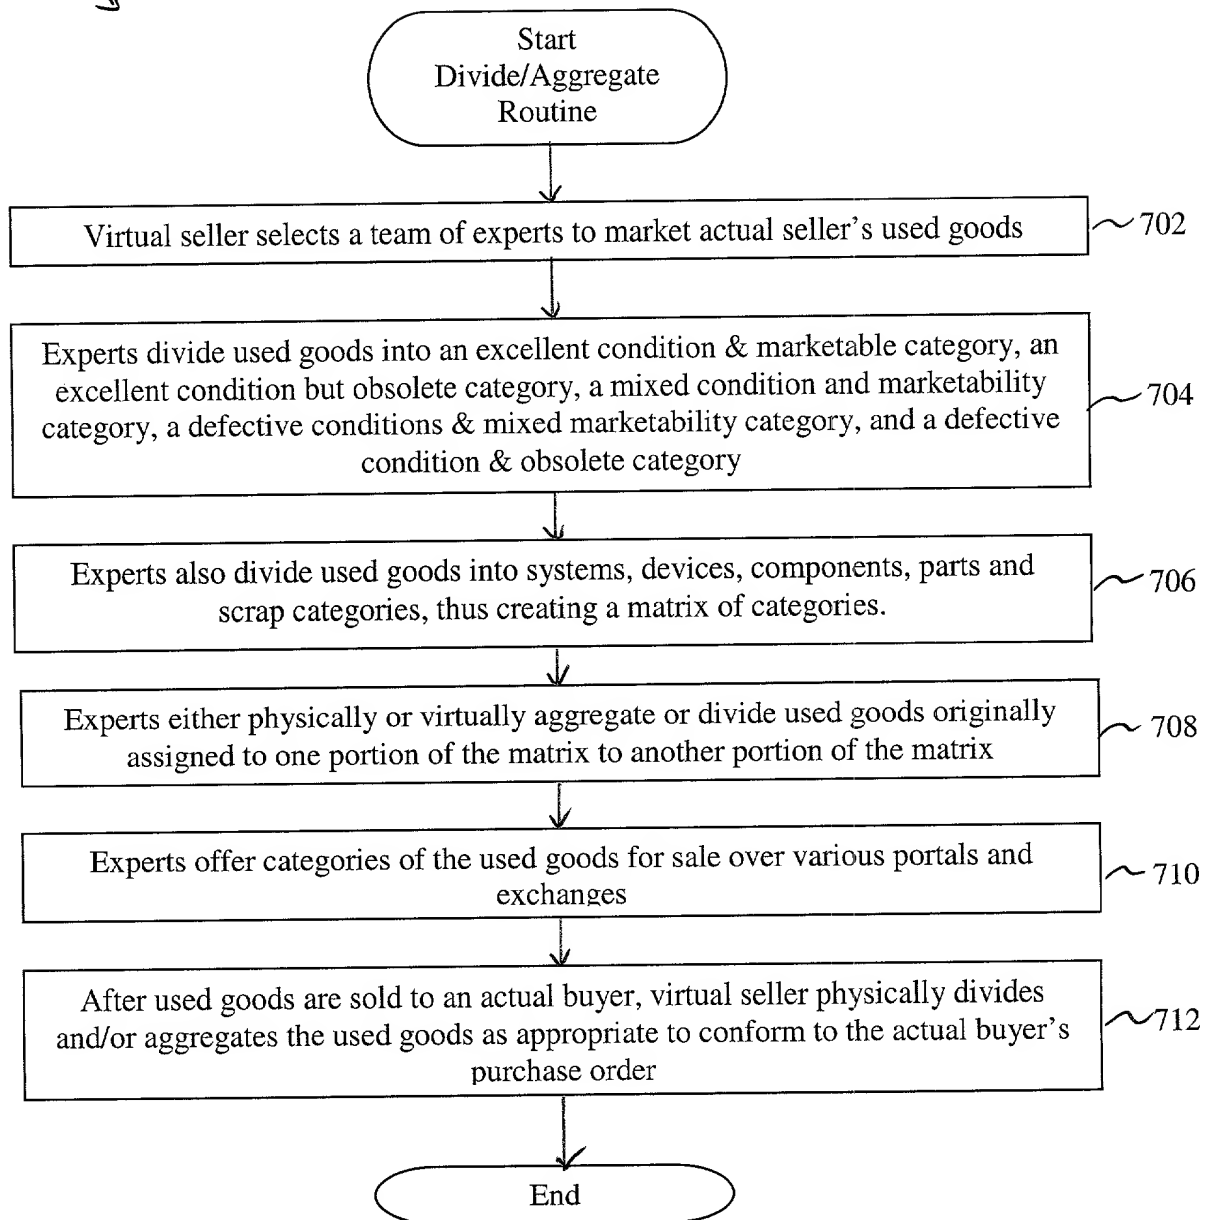 Start
Divide/Aggregate
Routine
Virtual seller selects a team of experts to market actual seller's used goods
702
Experts divide used goods into an excellent condition & marketable category, an
excellent condition but obsolete category, a mixed condition and marketability
category, a defective conditions & mixed marketability category, and a defective
condition & obsolete category
704
Experts also divide used goods into systems, devices, components, parts and
scrap categories, thus creating a matrix of categories.
706
Experts either physically or virtually aggregate or divide used goods originally
assigned to one portion of the matrix to another portion of the matrix
708
Experts offer categories of the used goods for sale over various portals and
exchanges
710
After used goods are sold to an actual buyer, virtual seller physically divides
and/or aggregates the used goods as appropriate to conform to the actual buyer's
purchase order
712
End